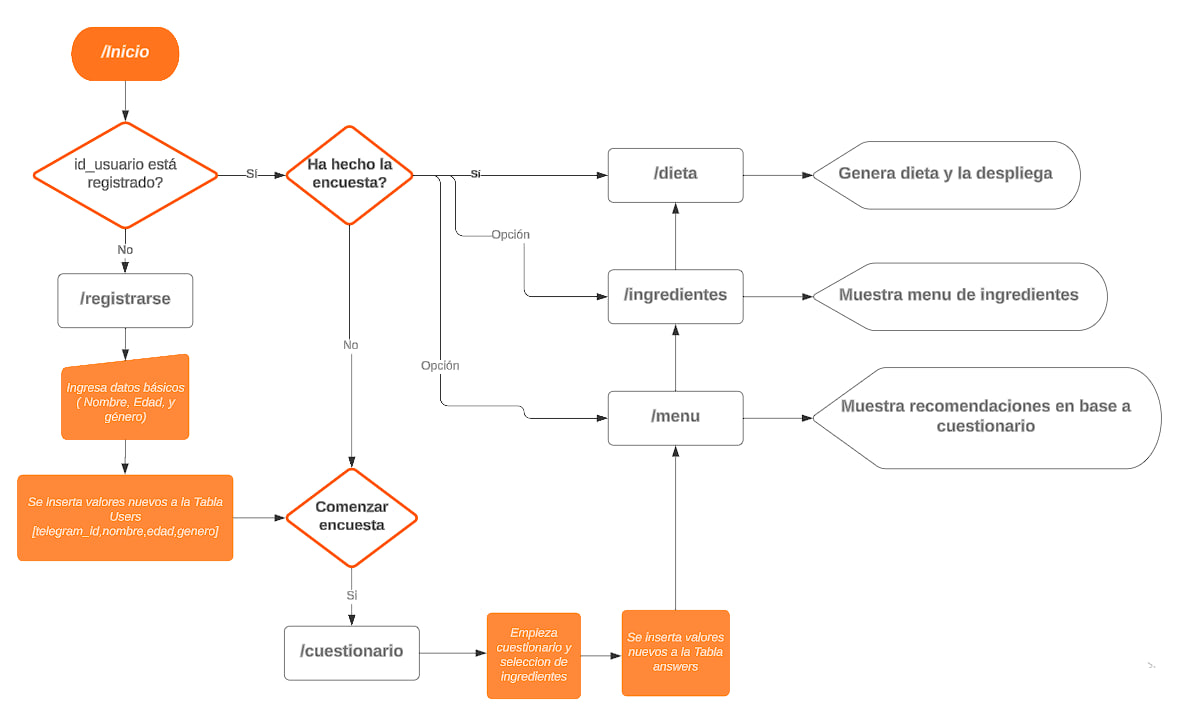 /Inicio
id_usuario está
registrado?
Sí
Ha hecho la
encuesta?
Sí
/dieta
Genera dieta y la despliega
Opción
No
/registrarse
/ingredientes
Muestra menu de ingredientes
No
Opción
Ingresa datos básicos
( Nombre, Edad, y
género)
/menu
Muestra recomendaciones en base a
cuestionario
Se inserta valores nuevos a la Tabla
Users
[telegram_id,nombre,edad,genero]
Comenzar
encuesta
Si
/cuestionario
Empieza
cuestionario y
seleccion de
ingredientes
Se inserta valores
nuevos a la Tabla
answers
s.